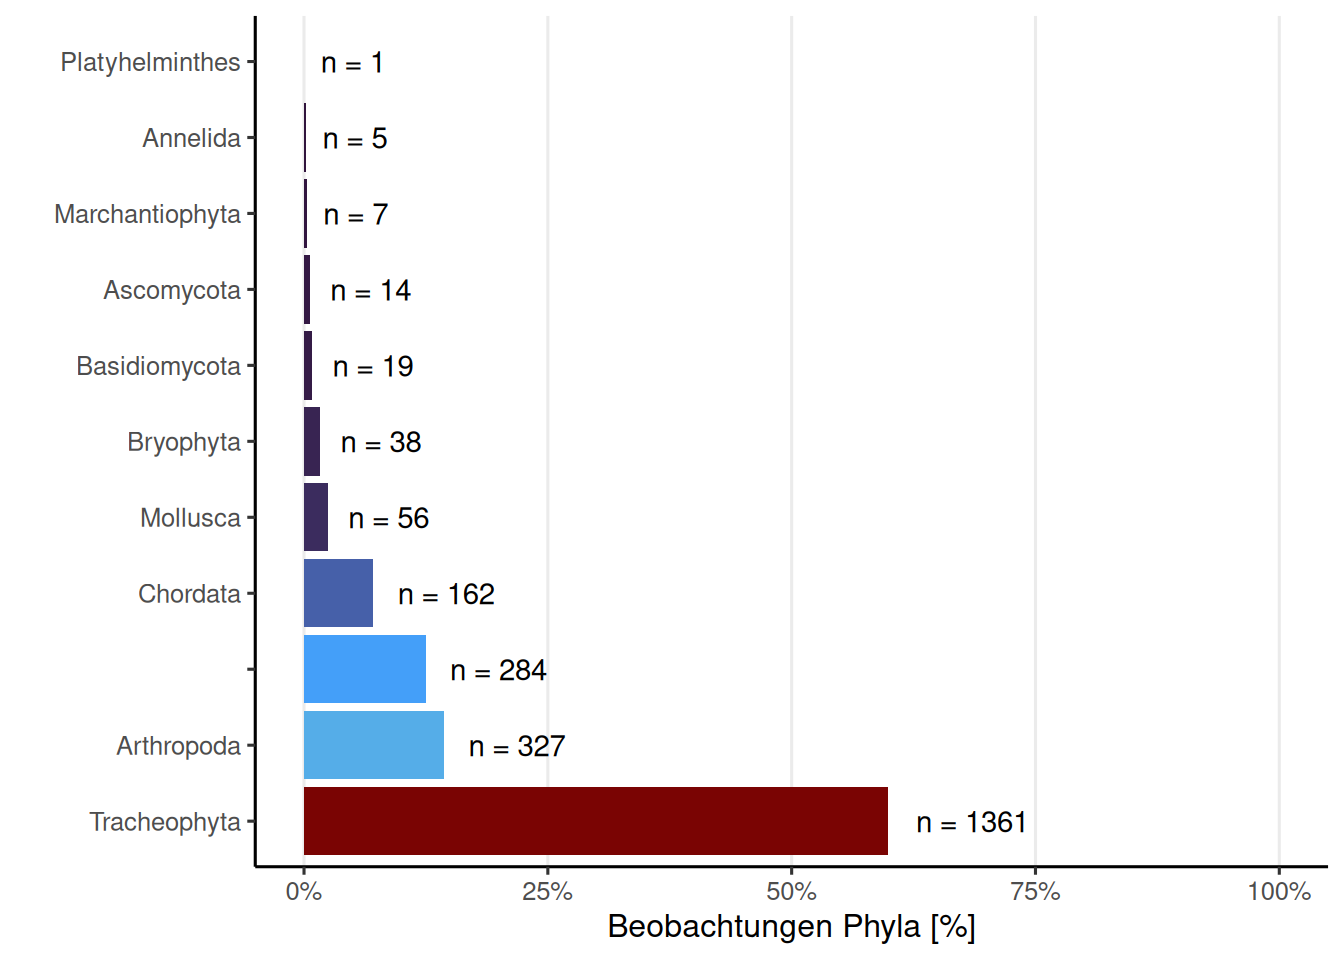 Platyhelminthes n = 1
Annelida n = 5
Marchantiophyta n = 7
Ascomycota n = 14
Basidiomycota n = 19
Bryophyta n = 38
Mollusca n = 56
Chordata n = 162
n = 284
Arthropoda n = 327
Tracheophyta n = 1361
0% 25% 50% 75% 100%
Beobachtungen Phyla [%]